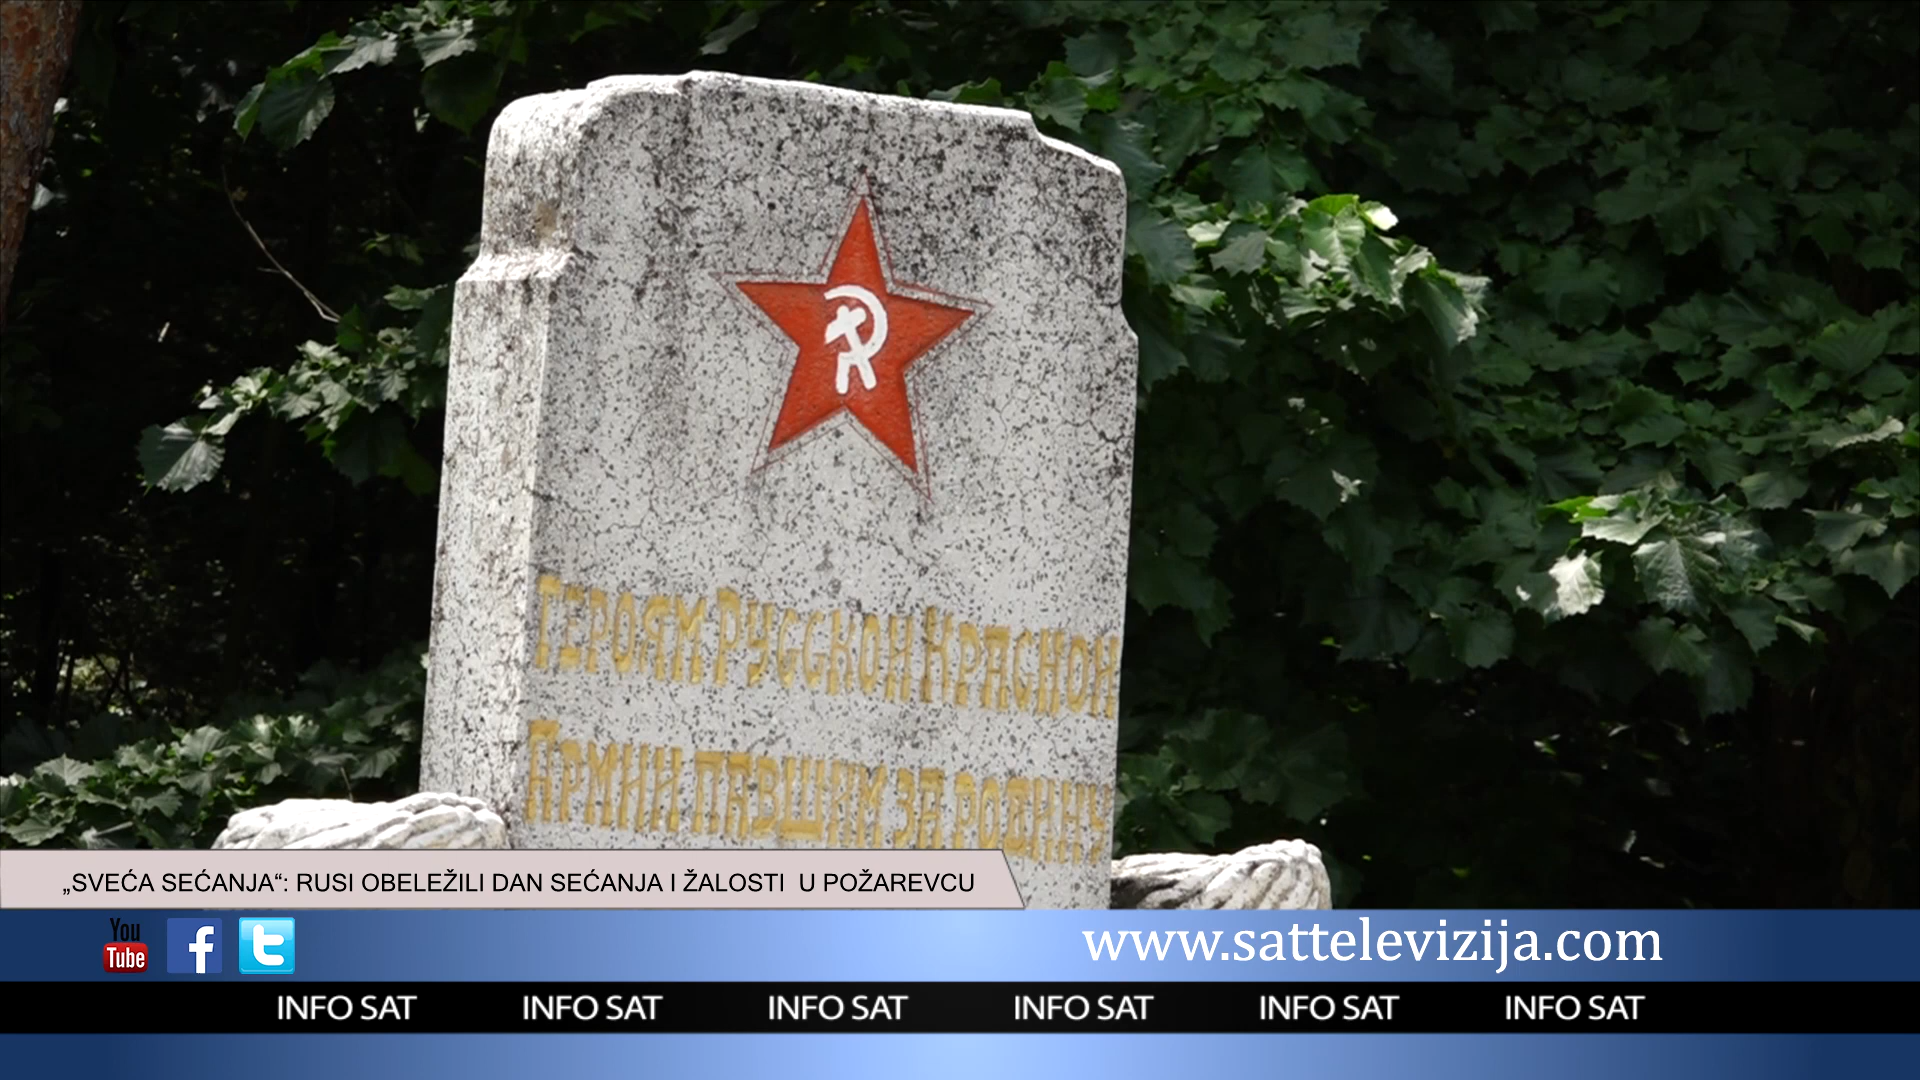 Героям Русской Красной
Армии павшим за родину
„SVEĆA SEĆANJA“: RUSI OBELEŽILI DAN SEĆANJA I ŽALOSTI U POŽAREVCU
You Tube f t www.sattelevizija.com
INFO SAT INFO SAT INFO SAT INFO SAT INFO SAT INFO SAT